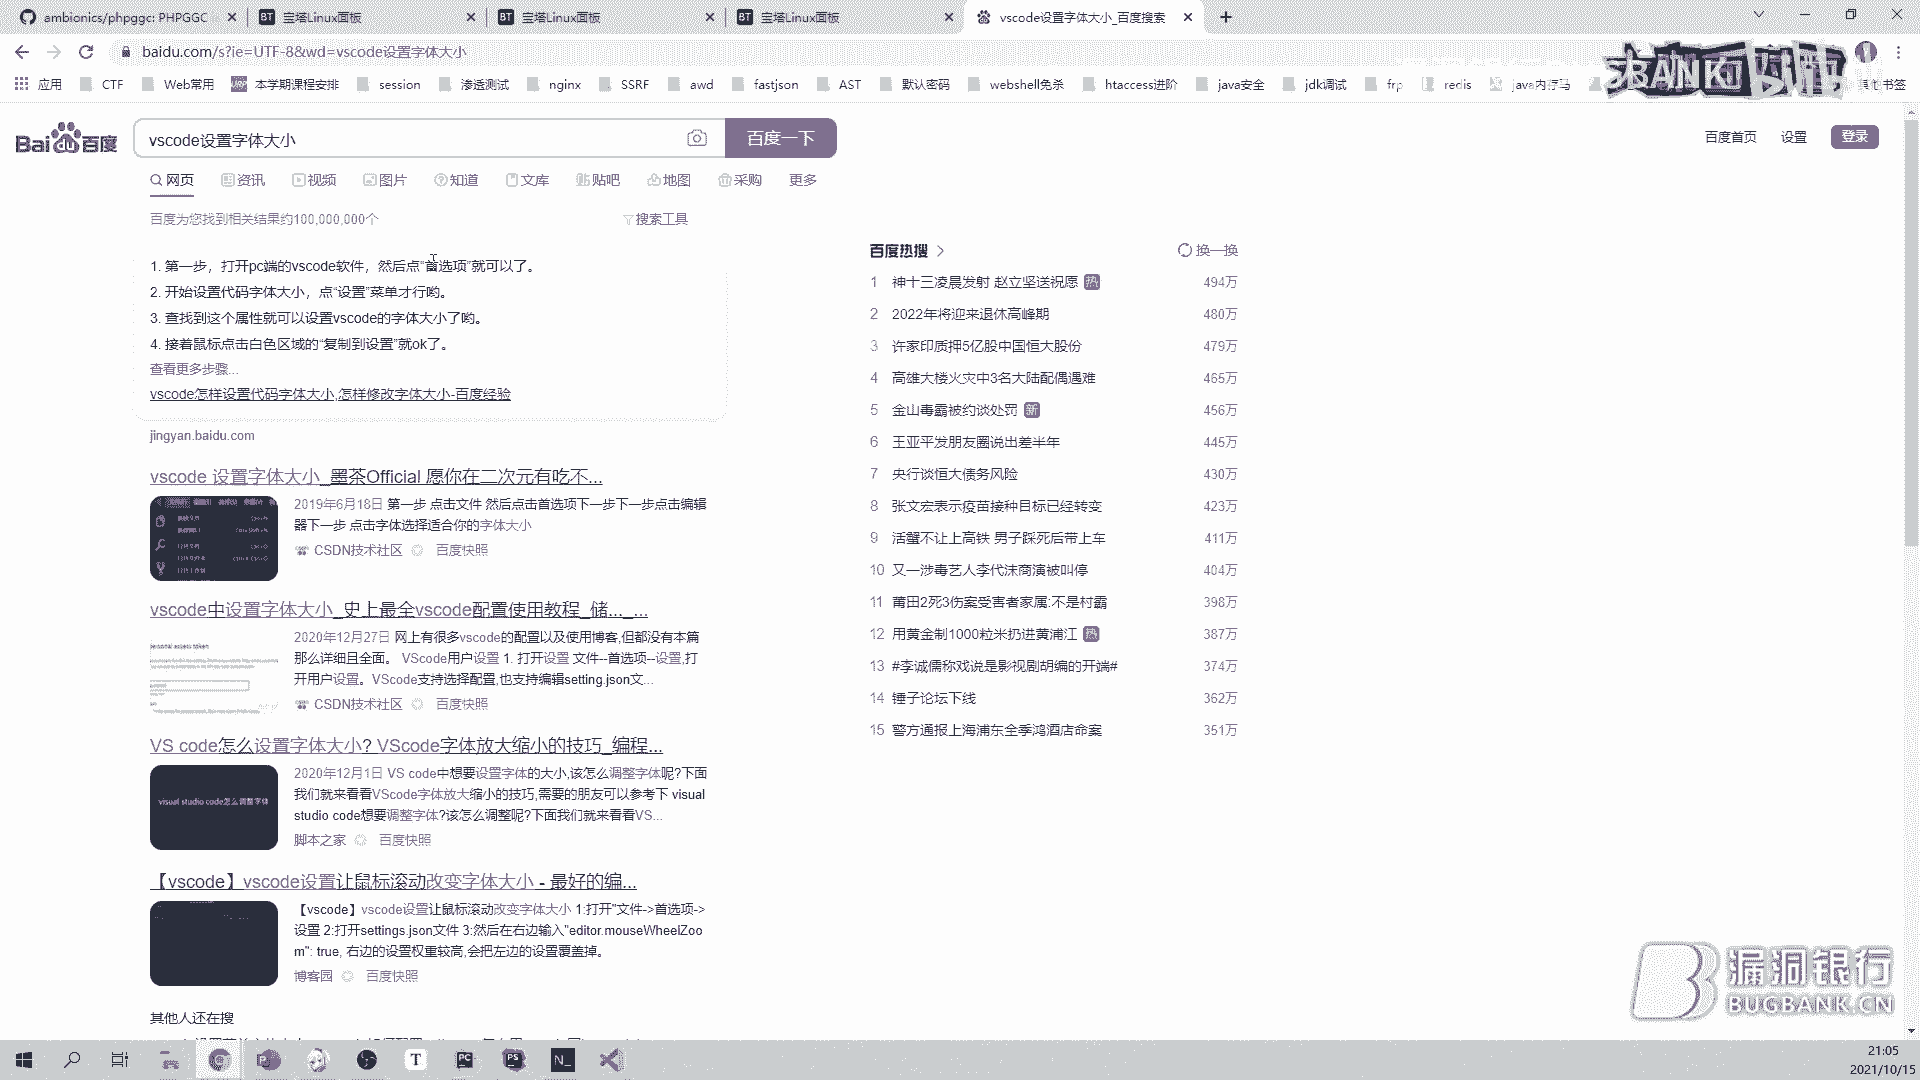 ambionics/phpggc: PHPGGC
宝塔Linux面板
宝塔Linux面板
宝塔Linux面板
vscode设置字体大小_百度搜索
baidu.com/s?ie=UTF-8&wd=vscode设置字体大小
应用 CTF Web常用 本学期课程安排 session 渗透测试 nginx SSRF awd fastjson AST 默认密码 webshell免杀 htaccess进阶 java安全 jdk调试 frp redis java内存马 其他书签
Bai百度
vscode设置字体大小
百度一下
百度首页 设置 登录
网页 资讯 视频 图片 知道 文库 贴吧 地图 采购 更多
百度为您找到相关结果约100,000,000个
搜索工具
1. 第一步，打开pc端的vscode软件，然后点“首选项”就可以了。
2. 开始设置代码字体大小，点“设置”菜单才行哟。
3. 查找到这个属性就可以设置vscode的字体大小了哟。
4. 接着鼠标点击白色区域的“复制到设置”就ok了。
查看更多步骤...
vscode怎样设置代码字体大小,怎样修改字体大小-百度经验
jingyan.baidu.com
vscode 设置字体大小_墨茶Official 愿你在二次元有吃不...
2019年6月18日 第一步 点击文件 然后点击首选项下一步下一步点击编辑
器下一步 点击字体选择适合你的字体大小
CSDN技术社区 百度快照
vscode中设置字体大小_史上最全vscode配置使用教程_储..._...
2020年12月27日 网上有很多vscode的配置以及使用博客,但都没有本篇
那么详细且全面。 VScode用户设置 1. 打开设置 文件--首选项--设置,打
开用户设置。VScode支持选择配置,也支持编辑setting.json文...
CSDN技术社区 百度快照
VS code怎么设置字体大小? VScode字体放大缩小的技巧_编程...
visual studio code怎么调整字体
2020年12月1日 VS code中想要设置字体的大小,该怎么调整字体呢?下面
我们就来看看VScode字体放大缩小的技巧,需要的朋友可以参考下 visual
studio code想要调整字体?该怎么调整呢?下面我们就来看看VS...
脚本之家 百度快照
【vscode】vscode设置让鼠标滚动改变字体大小 - 最好的编...
【vscode】vscode设置让鼠标滚动改变字体大小 1:打开"文件->首选项->
设置 2:打开settings.json文件 3:然后在右边输入"editor.mouseWheelZoo
m": true, 右边的设置权重较高,会把左边的设置覆盖掉。
博客园 百度快照
其他人还在搜
百度热搜
换一换
1 神十三凌晨发射 赵立坚送祝愿 热 494万
2 2022年将迎来退休高峰期 480万
3 许家印质押5亿股中国恒大股份 479万
4 高雄大楼火灾中3名大陆配偶遇难 465万
5 金山毒霸被约谈处罚 新 456万
6 王亚平发朋友圈说出差半年 445万
7 央行谈恒大债务风险 430万
8 张文宏表示疫苗接种目标已经转变 423万
9 活蟹不让上高铁 男子踩死后带上车 411万
10 又一涉毒艺人李代沫商演被叫停 404万
11 莆田2死3伤案受害者家属:不是村霸 398万
12 用黄金制1000粒米扔进黄浦江 热 387万
13 #李诚儒称戏说是影视剧胡编的开端# 374万
14 锤子论坛下线 362万
15 警方通报上海浦东全季鸿酒店命案 351万
漏洞银行
BUGBANK.CN
21:05
2021/10/15